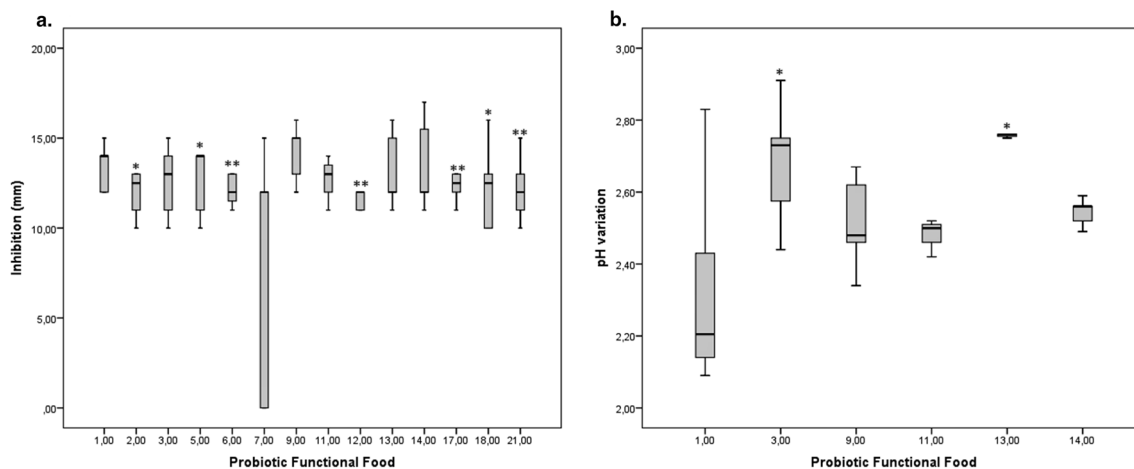 a.
Inhibition (mm)
20,00
15,00
10,00
5,00
,00
*
*
**
**
**
*
**
1,00 2,00 3,00 5,00 6,00 7,00 9,00 11,00 12,00 13,00 14,00 17,00 18,00 21,00
Probiotic Functional Food
b.
pH variation
3,00
2,80
2,60
2,40
2,20
2,00
*
*
1,00 3,00 9,00 11,00 13,00 14,00
Probiotic Functional Food